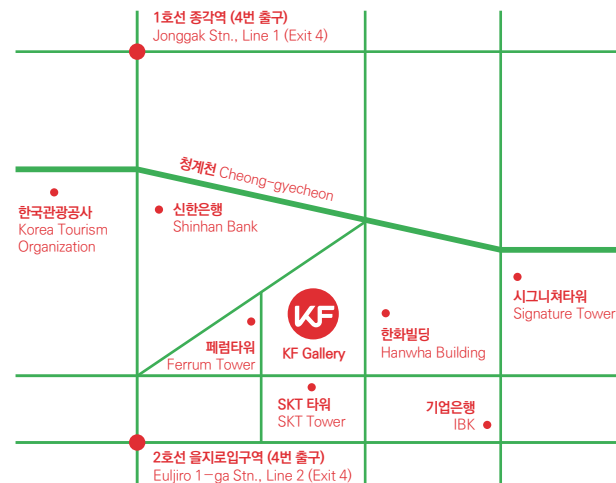 1호선 종각역 (4번 출구)
Jonggak Stn., Line 1 (Exit 4)
청계천 Cheong-gyecheon
한국관광공사
Korea Tourism
Organization
신한은행
Shinhan Bank
시그니쳐타워
Signature Tower
KF
KF Gallery
페럼타워
Ferrum Tower
한화빌딩
Hanwha Building
SKT 타워
SKT Tower
기업은행
IBK
2호선 을지로입구역 (4번 출구)
Euljiro 1-ga Stn., Line 2 (Exit 4)